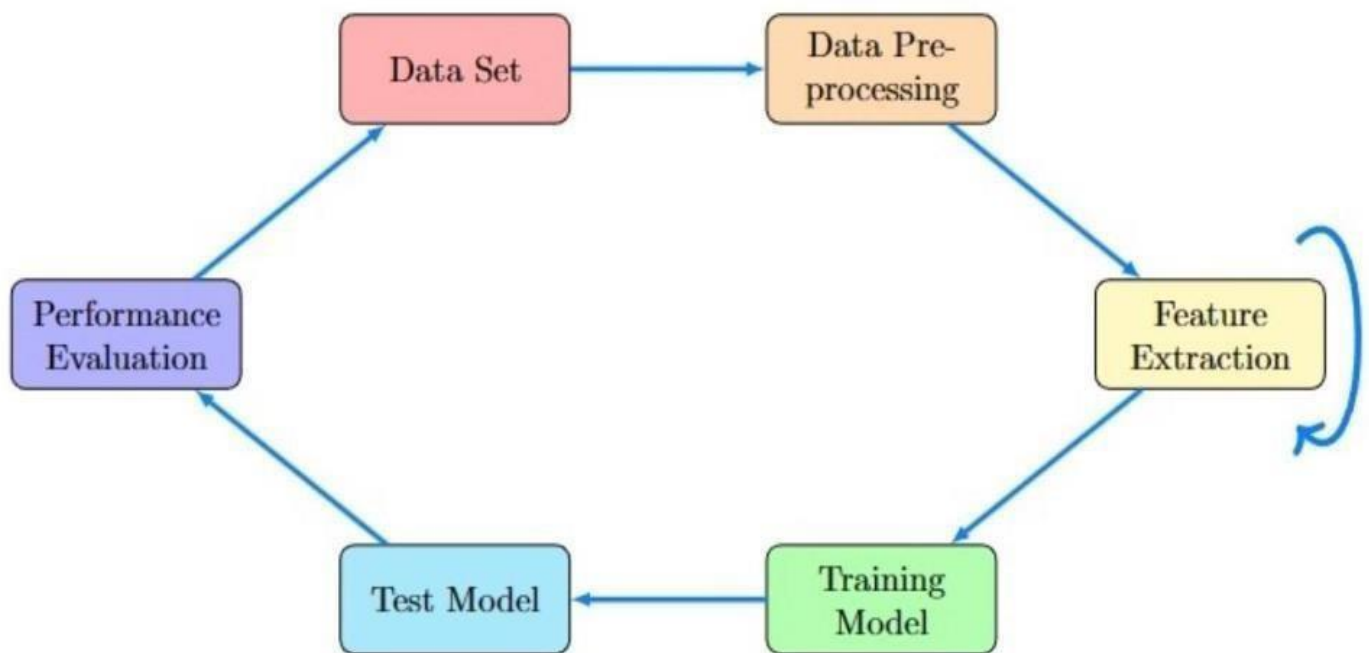 Data Set
Data Pre-
processing
Feature
Extraction
Training
Model
Test Model
Performance
Evaluation